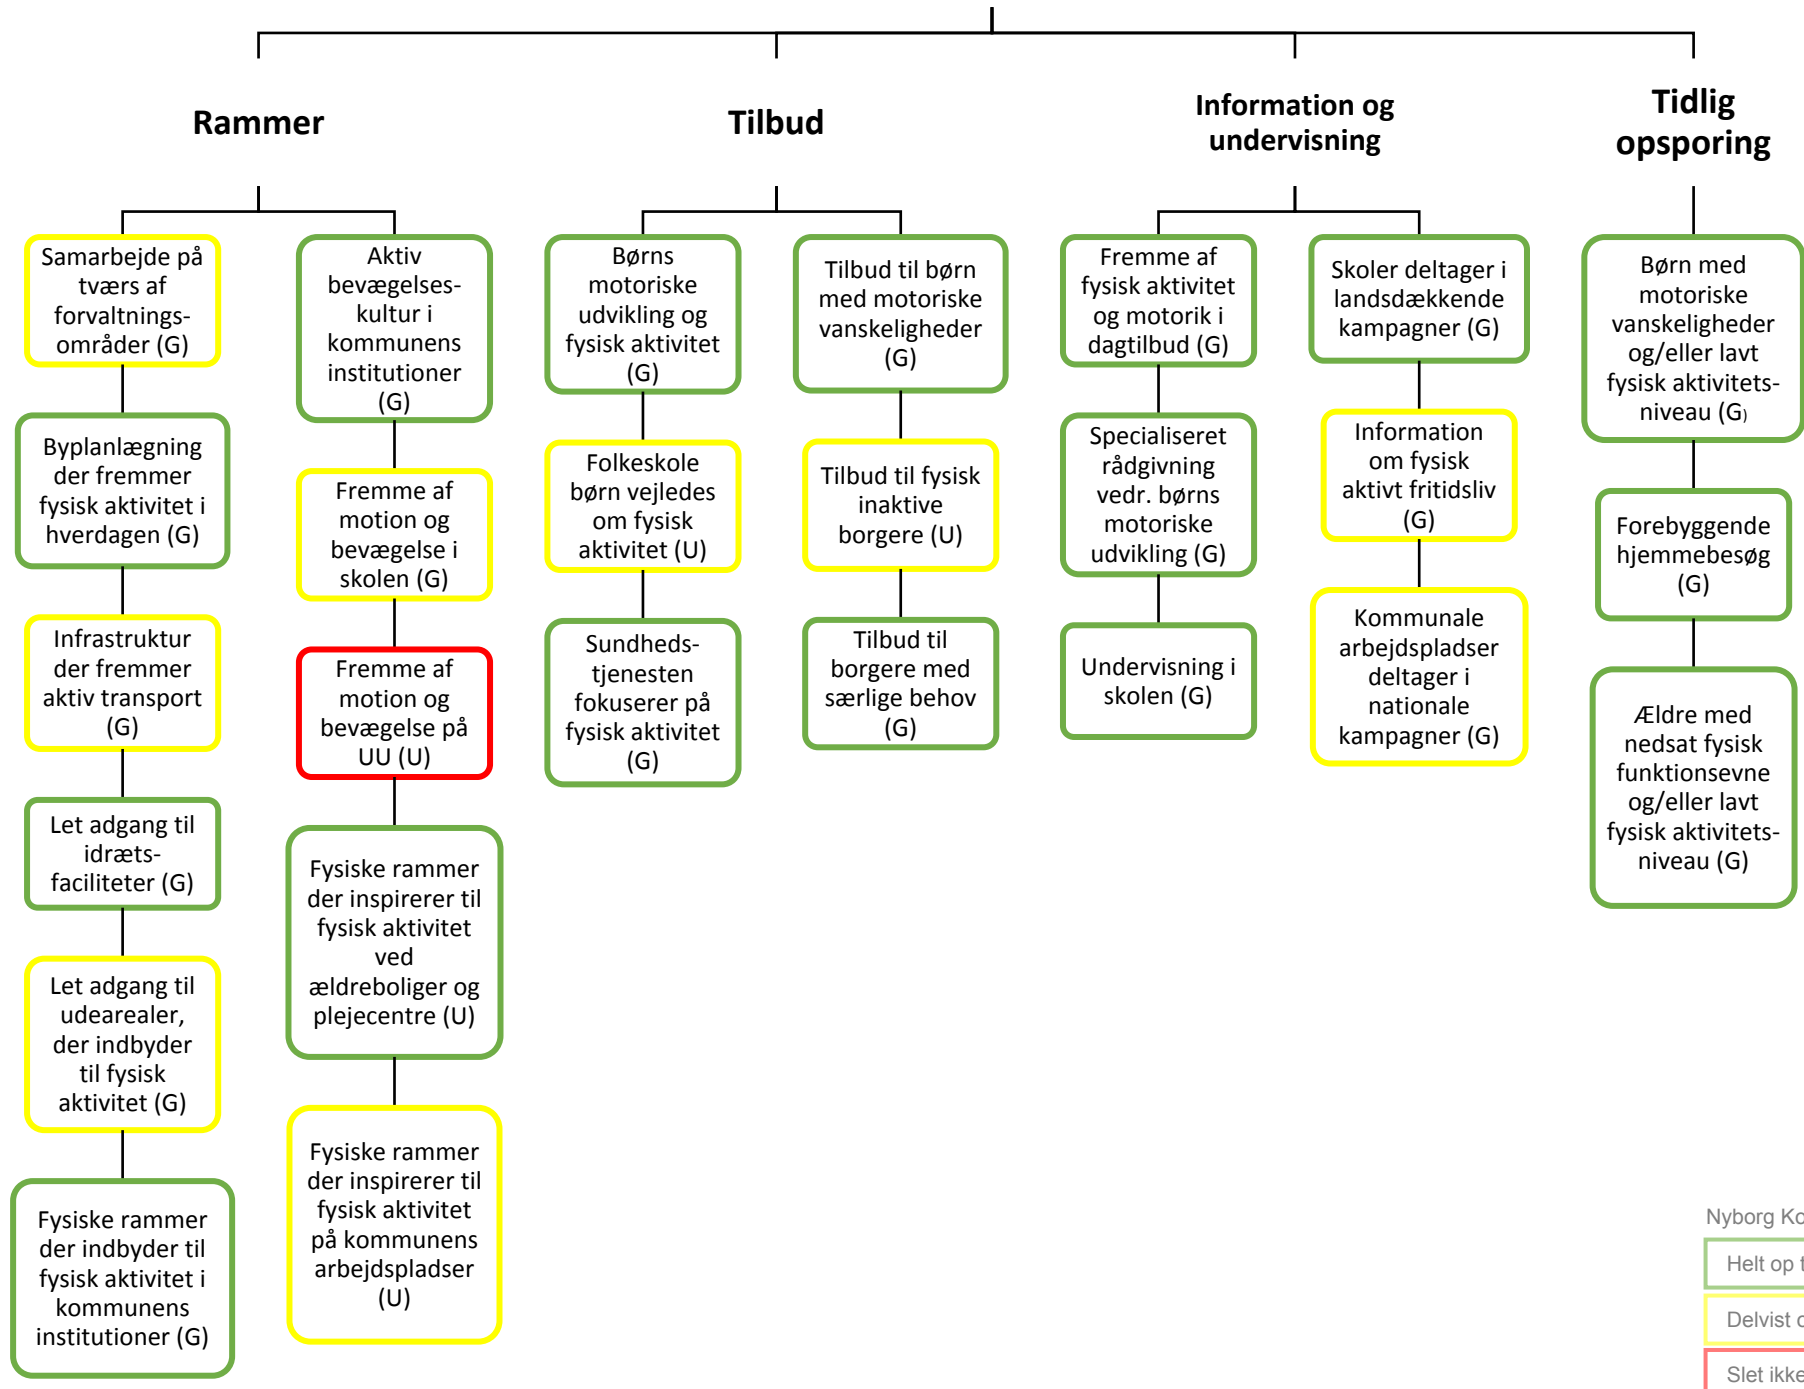 Rammer
Samarbejde på
tværs af
forvaltnings-
områder (G)
Byplanlægning
der fremmer
fysisk aktivitet i
hverdagen (G)
Infrastruktur
der fremmer
aktiv transport
(G)
Let adgang til
idræts-
faciliteter (G)
Let adgang til
udearealer,
der indbyder
til fysisk
aktivitet (G)
Fysiske rammer
der indbyder til
fysisk aktivitet i
kommunens
institutioner (G)
Aktiv
bevægelses-
kultur i
kommunens
institutioner
(G)
Fremme af
motion og
bevægelse i
skolen (G)
Fremme af
motion og
bevægelse på
UU (U)
Fysiske rammer
der inspirerer til
fysisk aktivitet
ved
ældreboliger og
plejecentre (U)
Fysiske rammer
der inspirerer til
fysisk aktivitet
på kommunens
arbejdspladser
(U)
Tilbud
Børns
motoriske
udvikling og
fysisk aktivitet
(G)
Folkeskole
børn vejledes
om fysisk
aktivitet (U)
Sundheds-
tjenesten
fokuserer på
fysisk aktivitet
(G)
Tilbud til børn
med motoriske
vanskeligheder
(G)
Tilbud til fysisk
inaktive
borgere (U)
Tilbud til
borgere med
særlige behov
(G)
Information og
undervisning
Fremme af
fysisk aktivitet
og motorik i
dagtilbud (G)
Specialiseret
rådgivning
vedr. børns
motoriske
udvikling (G)
Undervisning i
skolen (G)
Skoler deltager i
landsdækkende
kampagner (G)
Information
om fysisk
aktivt fritidsliv
(G)
Kommunale
arbejdspladser
deltager i
nationale
kampagner (G)
Tidlig
opsporing
Børn med
motoriske
vanskeligheder
og/eller lavt
fysisk aktivitets-
niveau (G)
Forebyggende
hjemmebesøg
(G)
Ældre med
nedsat fysisk
funktionsevne
og/eller lavt
fysisk aktivitets-
niveau (G)
Nyborg Ko
Helt op
Delvist
Slet ikke